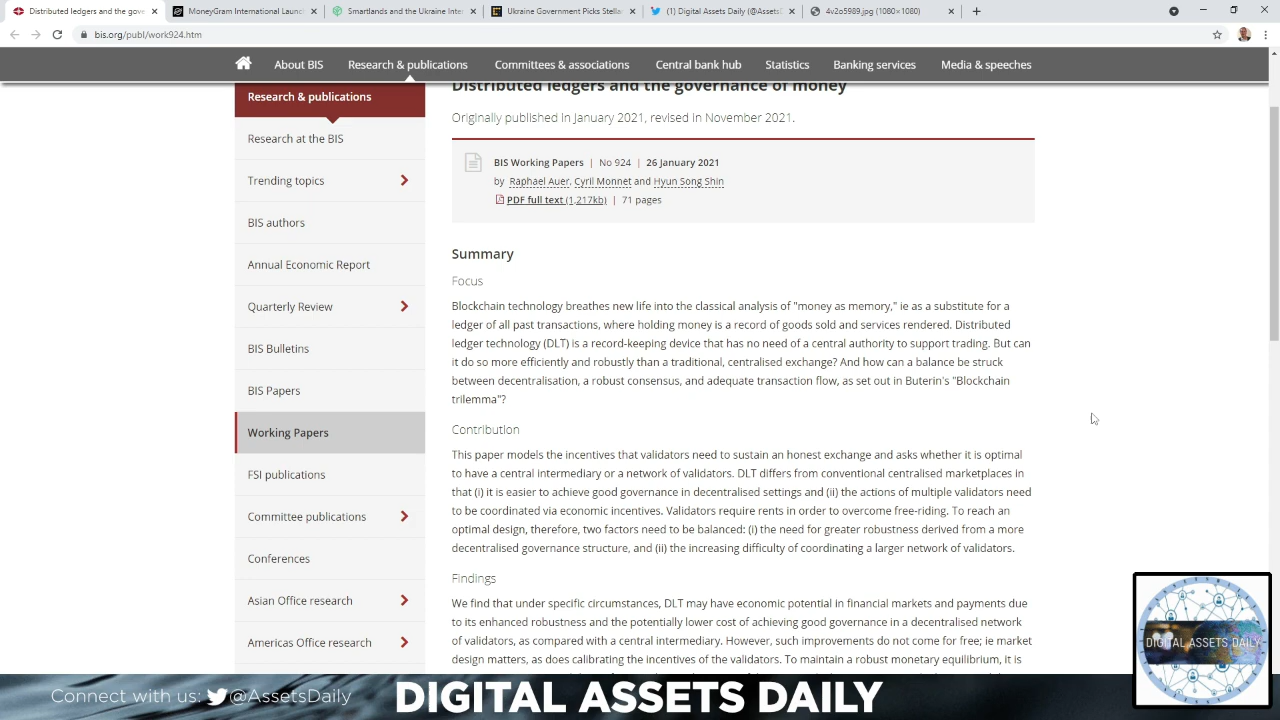 Distributed ledgers and the gove
MoneyGram International Launc
Smartlands and the Ukraine Inte
Ukraine Government Picks Stella
(1) Digital Assets Daily (@Assets
4v2o5989.jpg (1080×1080)
bis.org/publ/work924.htm
About BIS
Research & publications
Committees & associations
Central bank hub
Statistics
Banking services
Media & speeches
Research & publications
Research at the BIS
Trending topics
BIS authors
Annual Economic Report
Quarterly Review
BIS Bulletins
BIS Papers
Working Papers
FSI publications
Committee publications
Conferences
Asian Office research
Americas Office research
Distributed ledgers and the governance of money
Originally published in January 2021, revised in November 2021.
BIS Working Papers | No 924 | 26 January 2021
by Raphael Auer, Cyril Monnet and Hyun Song Shin
PDF full text (1,217kb) | 71 pages
Summary
Focus
Blockchain technology breathes new life into the classical analysis of "money as memory," ie as a substitute for a
ledger of all past transactions, where holding money is a record of goods sold and services rendered. Distributed
ledger technology (DLT) is a record-keeping device that has no need of a central authority to support trading. But can
it do so more efficiently and robustly than a traditional, centralised exchange? And how can a balance be struck
between decentralisation, a robust consensus, and adequate transaction flow, as set out in Buterin's "Blockchain
trilemma"?
Contribution
This paper models the incentives that validators need to sustain an honest exchange and asks whether it is optimal
to have a central intermediary or a network of validators. DLT differs from conventional centralised marketplaces in
that (i) it is easier to achieve good governance in decentralised settings and (ii) the actions of multiple validators need
to be coordinated via economic incentives. Validators require rents in order to overcome free-riding. To reach an
optimal design, therefore, two factors need to be balanced: (i) the need for greater robustness derived from a more
decentralised governance structure, and (ii) the increasing difficulty of coordinating a larger network of validators.
Findings
We find that under specific circumstances, DLT may have economic potential in financial markets and payments due
to its enhanced robustness and the potentially lower cost of achieving good governance in a decentralised network
of validators, as compared with a central intermediary. However, such improvements do not come for free; ie market
design matters, as does calibrating the incentives of the validators. To maintain a robust monetary equilibrium, it is
DIGITAL ASSETS DAILY
Connect with us: @AssetsDaily
DIGITAL ASSETS DAILY